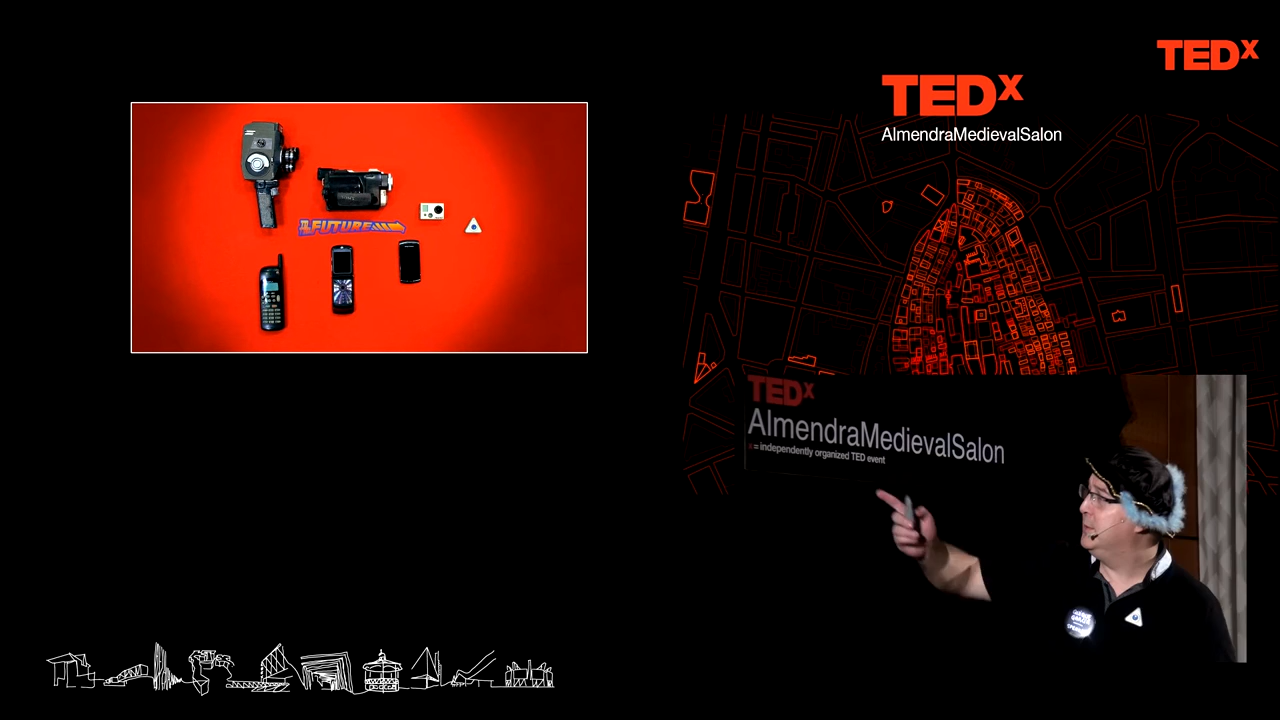 TEDx
TEDx
AlmendraMedievalSalon
FUTURE
TEDx
AlmendraMedievalSalon
x = independently organized TED event